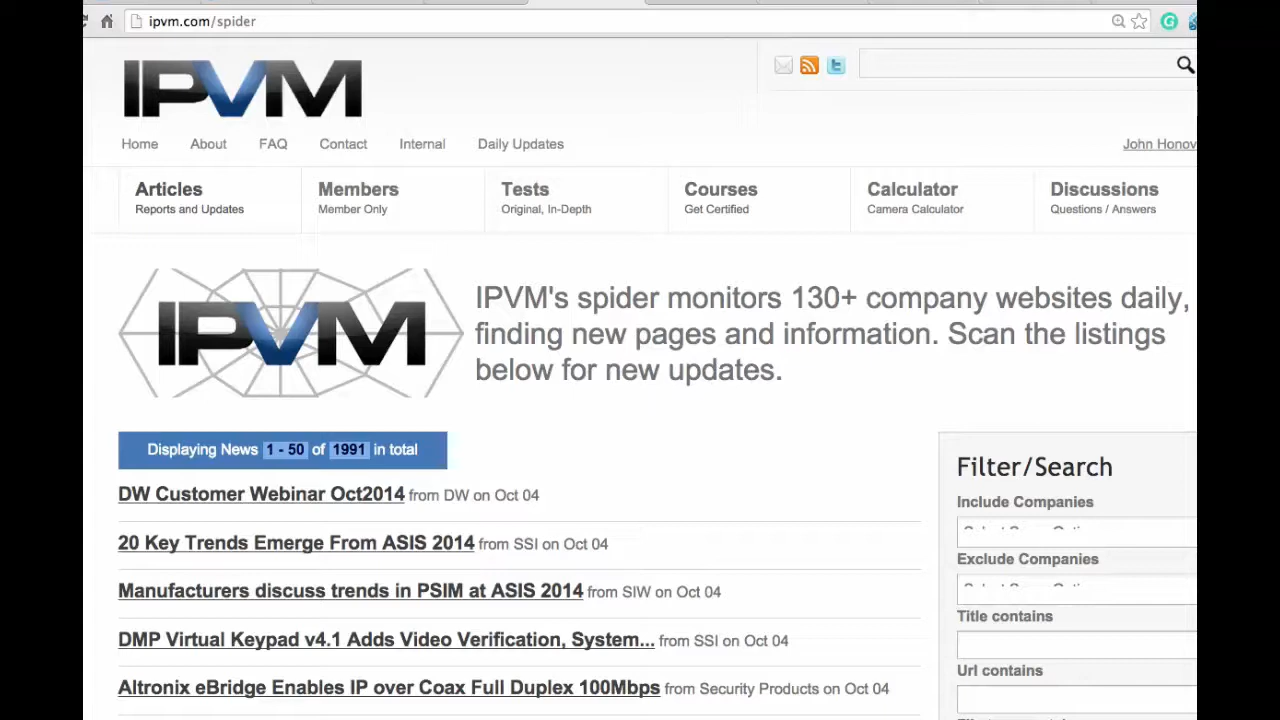 ipvm.com/spider
IPVM
Home About FAQ Contact Internal Daily Updates
John Honov
Articles Members Tests Courses Calculator Discussions
Reports and Updates Member Only Original, In-Depth Get Certified Camera Calculator Questions / Answers
IPVM
IPVM's spider monitors 130+ company websites daily,
finding new pages and information. Scan the listings
below for new updates.
Displaying News 1 - 50 of 1991 in total
DW Customer Webinar Oct2014 from DW on Oct 04
20 Key Trends Emerge From ASIS 2014 from SSI on Oct 04
Manufacturers discuss trends in PSIM at ASIS 2014 from SIW on Oct 04
DMP Virtual Keypad v4.1 Adds Video Verification, System... from SSI on Oct 04
Altronix eBridge Enables IP over Coax Full Duplex 100Mbps from Security Products on Oct 04
Filter/Search
Include Companies
Exclude Companies
Title contains
Url contains